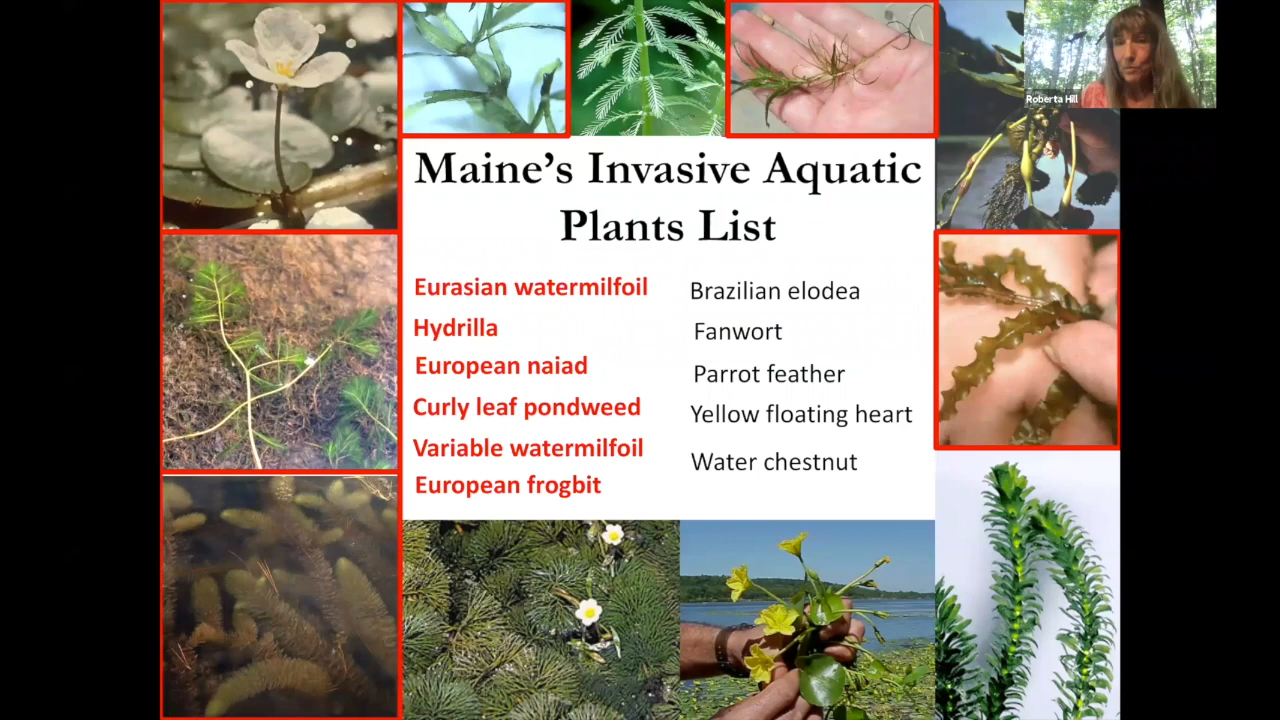 Roberta Hill
Maine's Invasive Aquatic
Plants List
Eurasian watermilfoil
Hydrilla
European naiad
Curly leaf pondweed
Variable watermilfoil
European frogbit
Brazilian elodea
Fanwort
Parrot feather
Yellow floating heart
Water chestnut